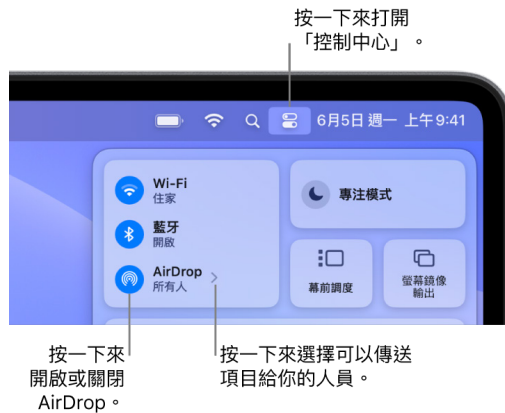 按一下來打開
「控制中心」。
6月5日 週一 上午9:41
Wi-Fi
住家
藍牙
開啟
AirDrop
所有人
專注模式
幕前調度
螢幕鏡像
輸出
按一下來
開啟或關閉
AirDrop。
按一下來選擇可以傳送
項目給你的人員。